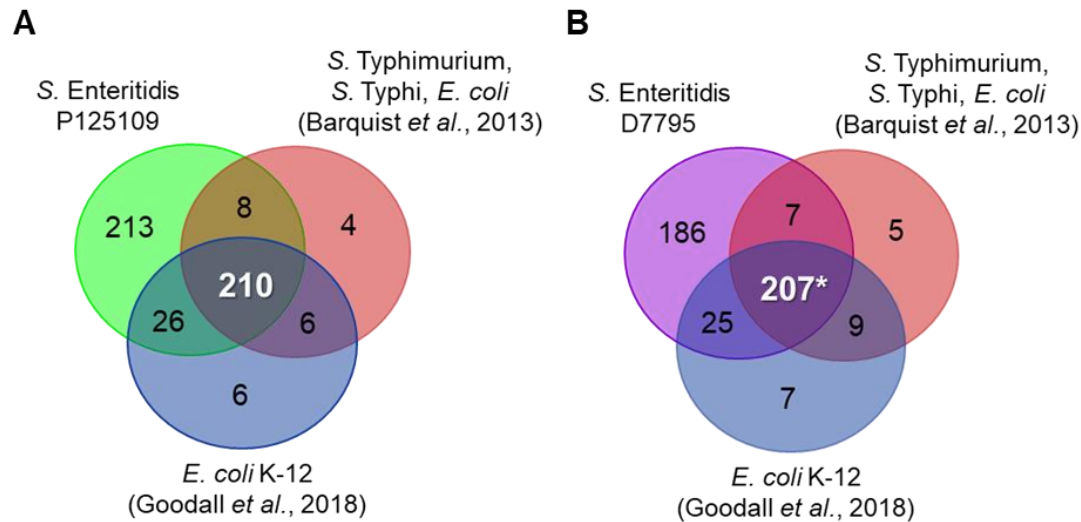 A
S. Enteritidis
P125109
S. Typhimurium,
S. Typhi, E. coli
(Barquist et al., 2013)
213
8
4
210
26
6
6
E. coli K-12
(Goodall et al., 2018)
B
S. Enteritidis
D7795
S. Typhimurium,
S. Typhi, E. coli
(Barquist et al., 2013)
186
7
5
207*
25
9
7
E. coli K-12
(Goodall et al., 2018)